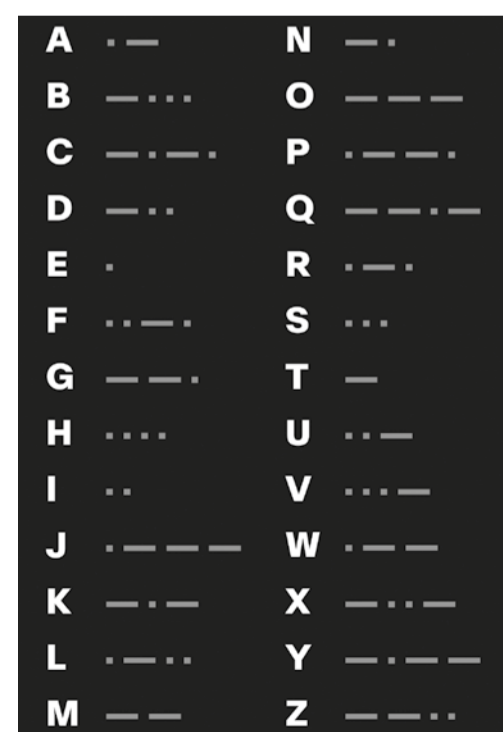 A ·— N —·
B —··· O ———
C —·—· P ·——·
D —·· Q ——·—
E · R ·—·
F ··—· S ···
G ——· T —
H ···· U ··—
I ·· V ···—
J ·——— W ·——
K —·— X —··—
L ·—·· Y —·——
M —— Z ——··